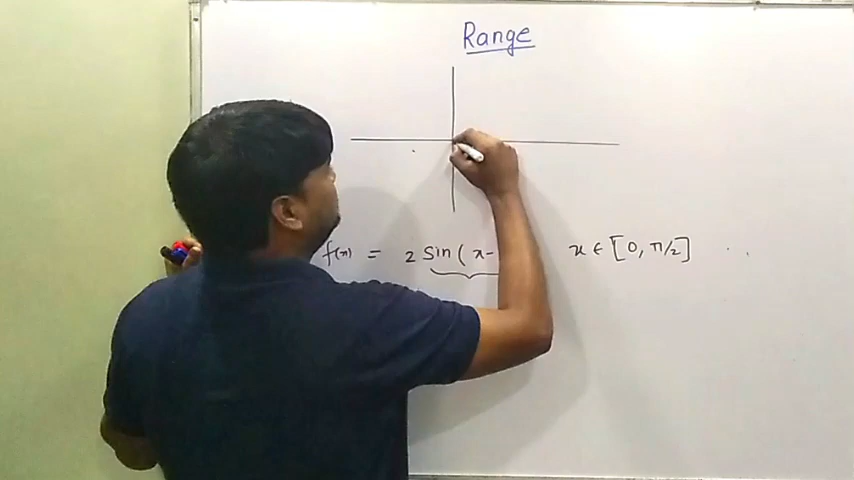 Range
f(x) = 2 sin( x- x ∈ [0, π/2] ..